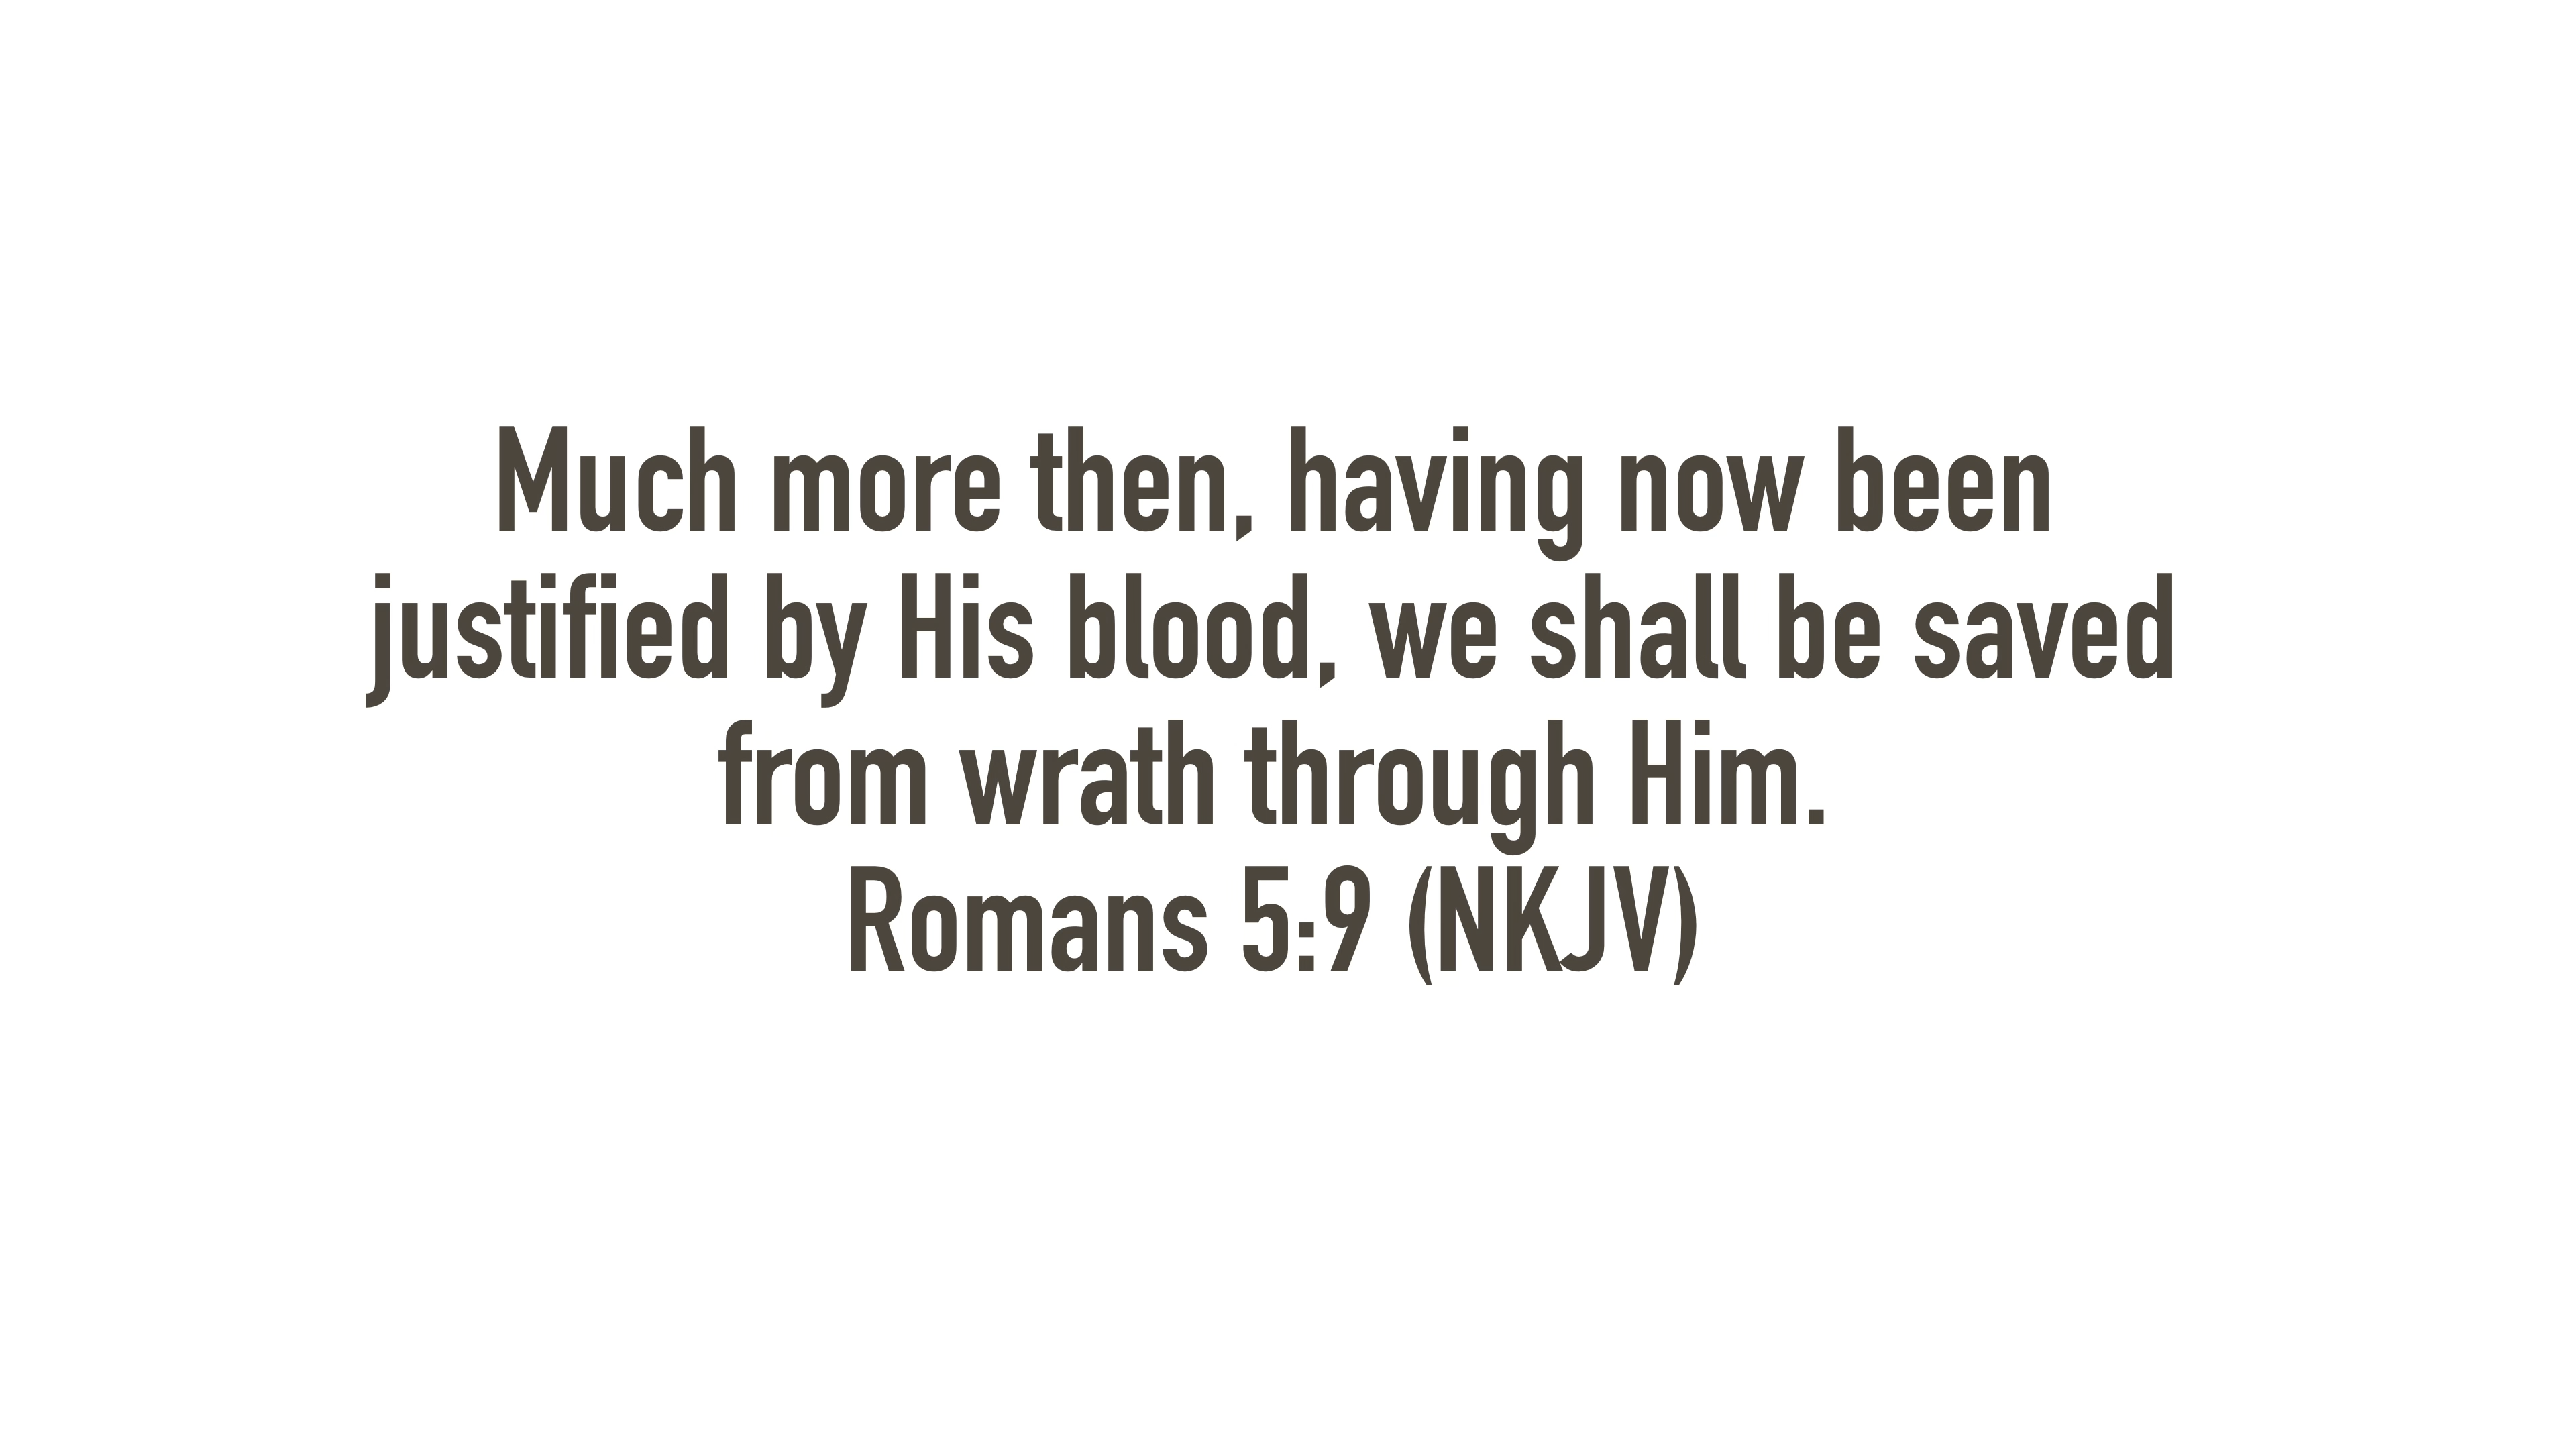 Much more then, having now been
justified by His blood, we shall be saved
from wrath through Him.
Romans 5:9 (NKJV)